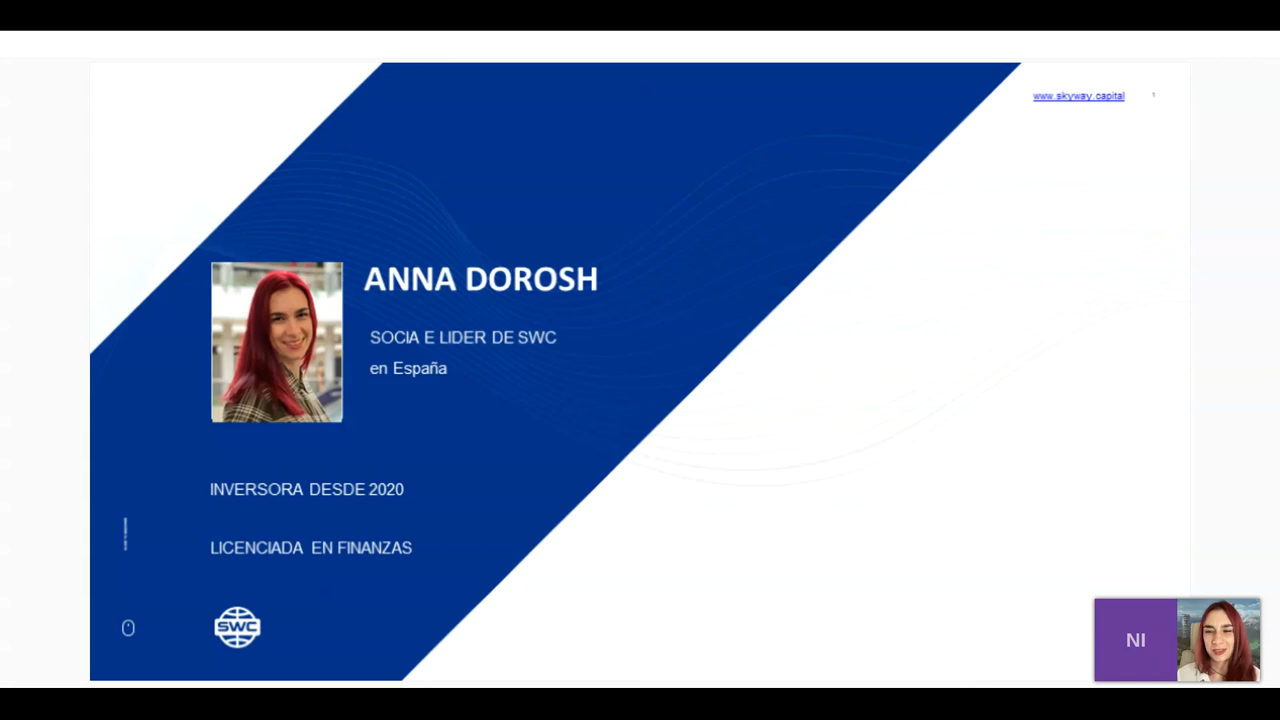 www.skyway.capital
ANNA DOROSH
SOCIA E LIDER DE SWC
en España
INVERSORA DESDE 2020
LICENCIADA EN FINANZAS
SWC
NI